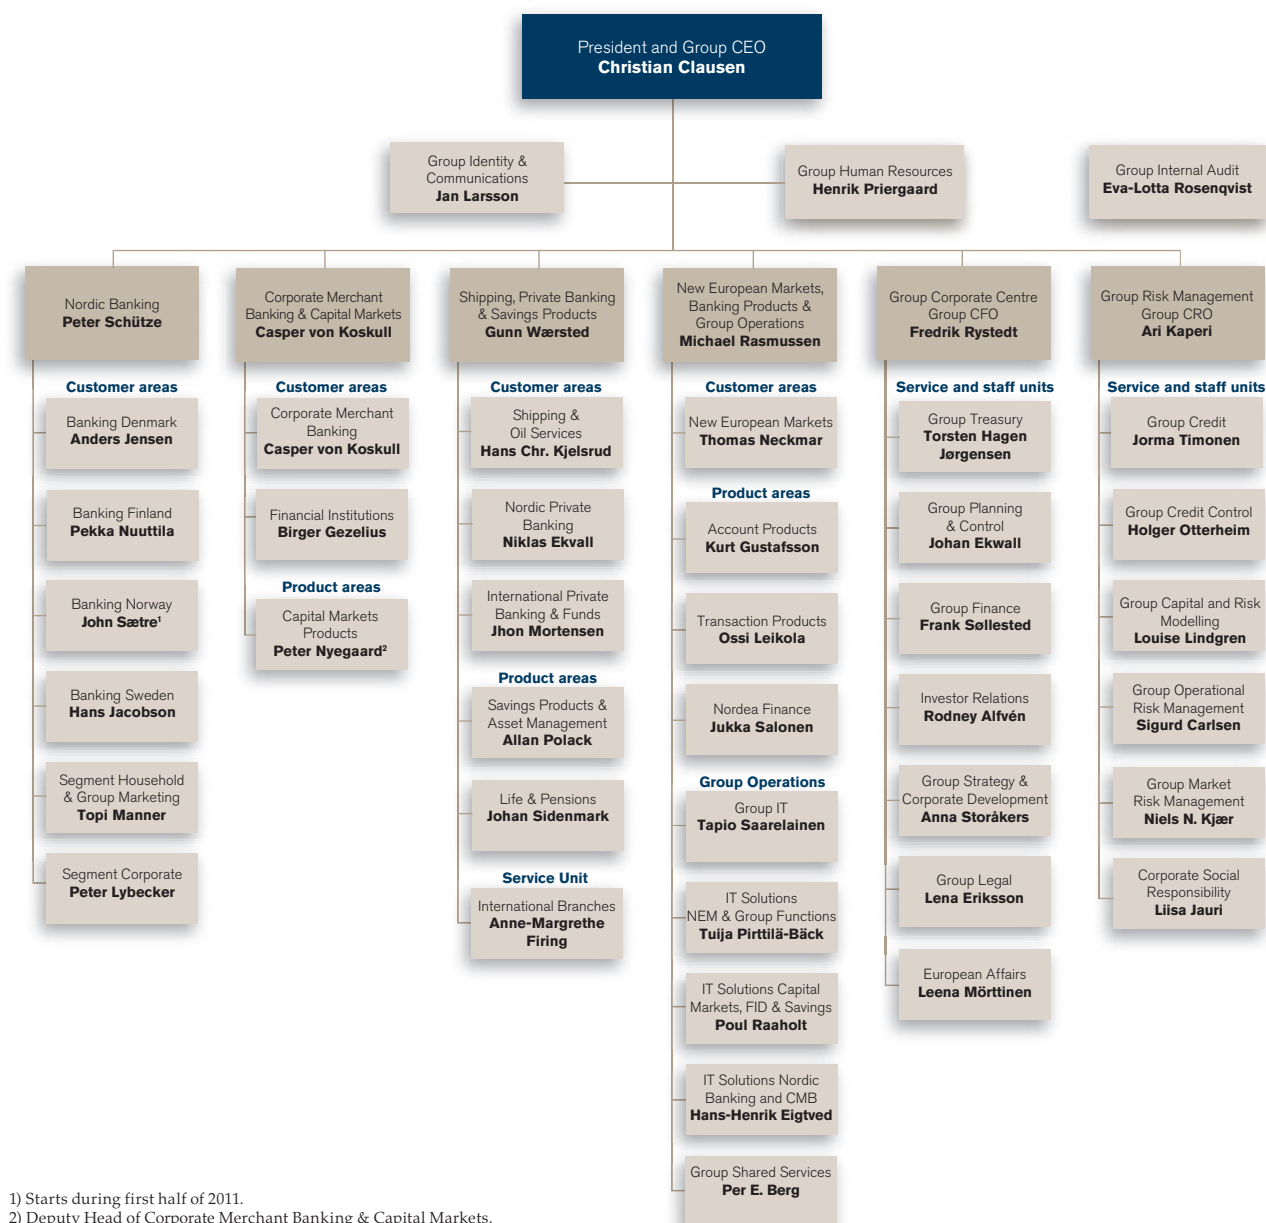 President and Group CEO
Christian Clausen
Group Identity &
Communications
Jan Larsson
Group Human Resources
Henrik Priergaard
Group Internal Audit
Eva-Lotta Rosenqvist
Nordic Banking
Peter Schütze
Customer areas
Banking Denmark
Anders Jensen
Banking Finland
Pekka Nuuttila
Banking Norway
John Sætre¹
Banking Sweden
Hans Jacobson
Segment Household
& Group Marketing
Topi Manner
Segment Corporate
Peter Lybecker
Corporate Merchant
Banking & Capital Markets
Casper von Koskull
Customer areas
Corporate Merchant
Banking
Casper von Koskull
Financial Institutions
Birger Gezelius
Product areas
Capital Markets
Products
Peter Nyegaard²
Shipping, Private Banking
& Savings Products
Gunn Wærsted
Customer areas
Shipping &
Oil Services
Hans Chr. Kjelsrud
Nordic Private
Banking
Niklas Ekvall
International Private
Banking & Funds
Jhon Mortensen
Product areas
Savings Products &
Asset Management
Allan Polack
Life & Pensions
Johan Sidenmark
Service Unit
International Branches
Anne-Margrethe
Firing
New European Markets,
Banking Products &
Group Operations
Michael Rasmussen
Customer areas
New European Markets
Thomas Neckmar
Product areas
Account Products
Kurt Gustafsson
Transaction Products
Ossi Leikola
Nordea Finance
Jukka Salonen
Group Operations
Group IT
Tapio Saarelainen
IT Solutions
NEM & Group Functions
Tuija Pirttilä-Bäck
IT Solutions Capital
Markets, FID & Savings
Poul Raaholt
IT Solutions Nordic
Banking and CMB
Hans-Henrik Eigtved
Group Shared Services
Per E. Berg
Group Corporate Centre
Group CFO
Fredrik Rystedt
Service and staff units
Group Treasury
Torsten Hagen
Jørgensen
Group Planning
& Control
Johan Ekwall
Group Finance
Frank Søllested
Investor Relations
Rodney Alfvén
Group Strategy &
Corporate Development
Anna Storåkers
Group Legal
Lena Eriksson
European Affairs
Leena Mörttinen
Group Risk Management
Group CRO
Ari Kaperi
Service and staff units
Group Credit
Jorma Timonen
Group Credit Control
Holger Otterheim
Group Capital and Risk
Modelling
Louise Lindgren
Group Operational
Risk Management
Sigurd Carlsen
Group Market
Risk Management
Niels N. Kjær
Corporate Social
Responsibility
Liisa Jauri
1) Starts during first half of 2011.
2) Deputy Head of Corporate Merchant Banking & Capital Markets.